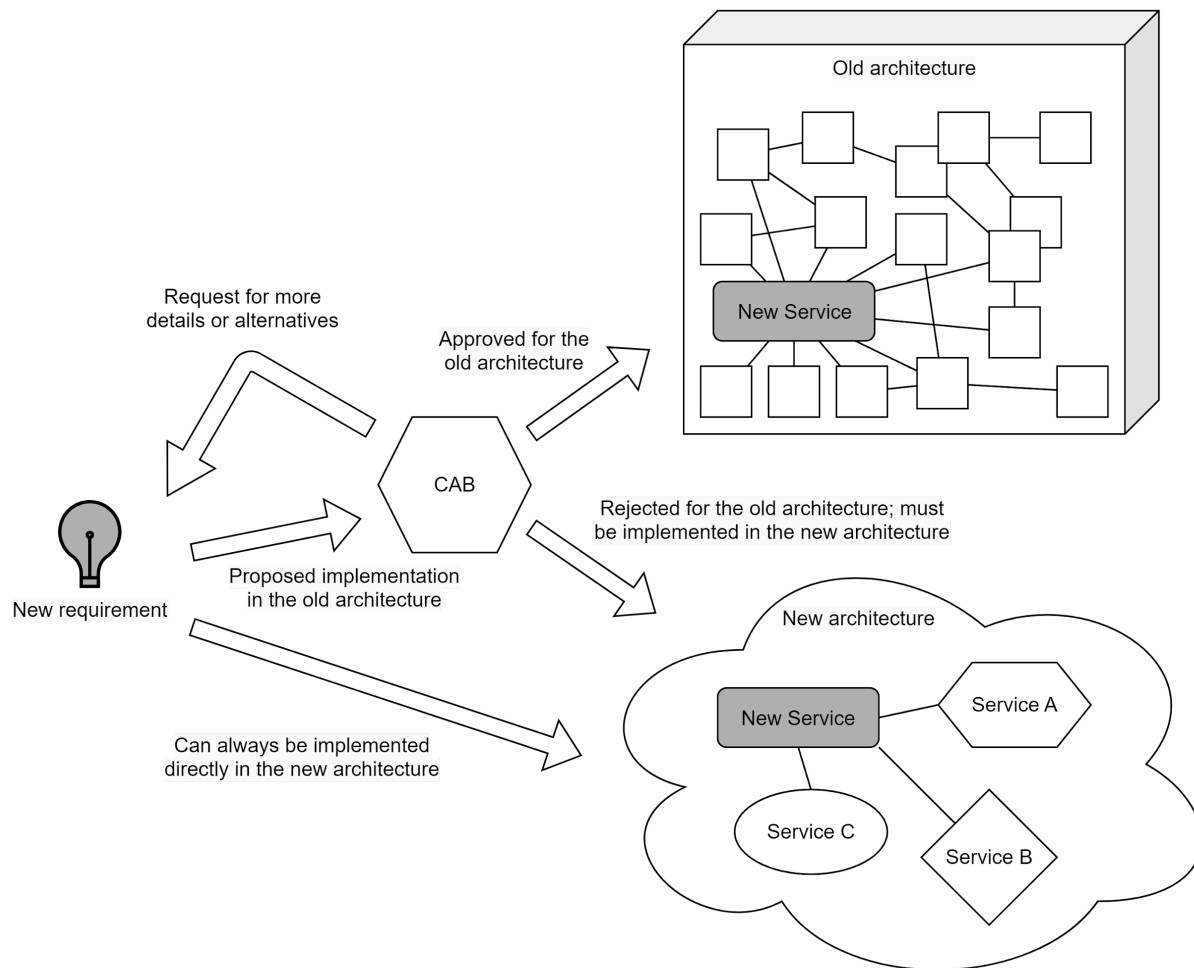 Old architecture
New Service
Request for more
details or alternatives
Approved for the
old architecture
CAB
Rejected for the old architecture; must
be implemented in the new architecture
Proposed implementation
in the old architecture
New requirement
Can always be implemented
directly in the new architecture
New architecture
New Service
Service A
Service C
Service B